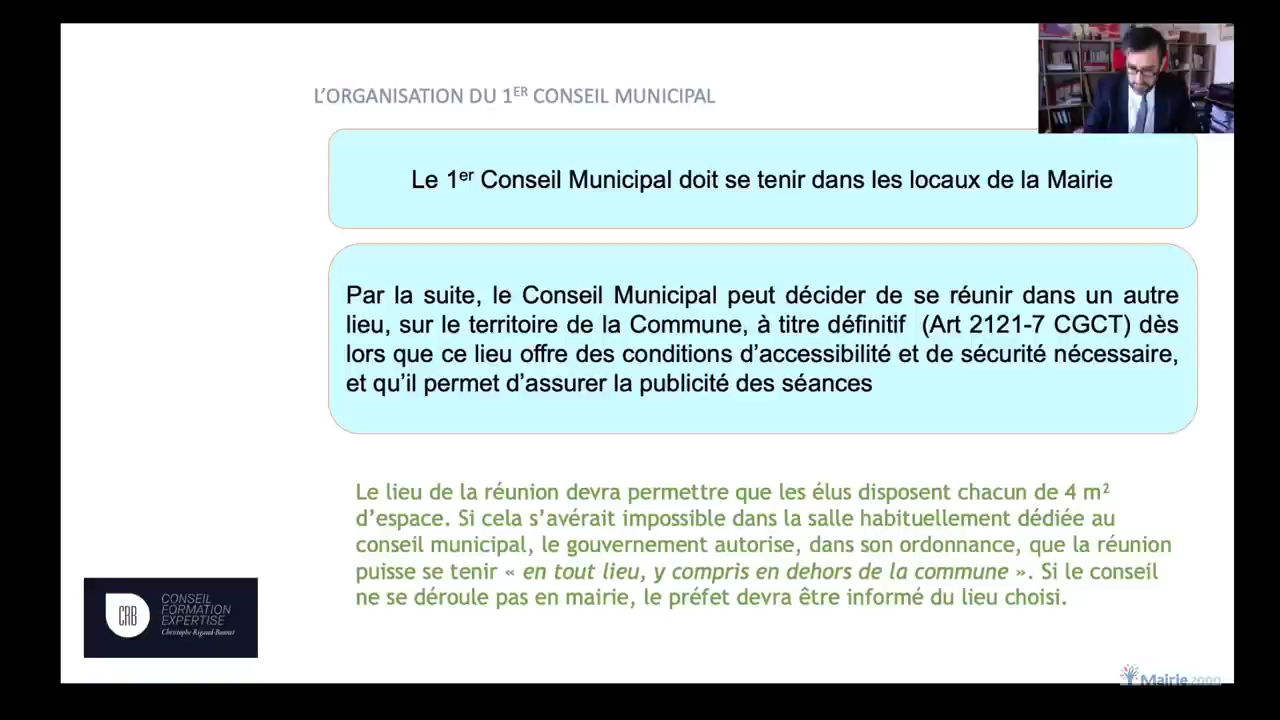 L'ORGANISATION DU 1ER CONSEIL MUNICIPAL
Le 1er Conseil Municipal doit se tenir dans les locaux de la Mairie
Par la suite, le Conseil Municipal peut décider de se réunir dans un autre
lieu, sur le territoire de la Commune, à titre définitif (Art 2121-7 CGCT) dès
lors que ce lieu offre des conditions d'accessibilité et de sécurité nécessaire,
et qu'il permet d'assurer la publicité des séances
Le lieu de la réunion devra permettre que les élus disposent chacun de 4 m²
d'espace. Si cela s'avérait impossible dans la salle habituellement dédiée au
conseil municipal, le gouvernement autorise, dans son ordonnance, que la réunion
puisse se tenir « en tout lieu, y compris en dehors de la commune ». Si le conseil
ne se déroule pas en mairie, le préfet devra être informé du lieu choisi.
CRB
CONSEIL
FORMATION
EXPERTISE
Christophe Rigaud-Bonnet
Mairie 2000